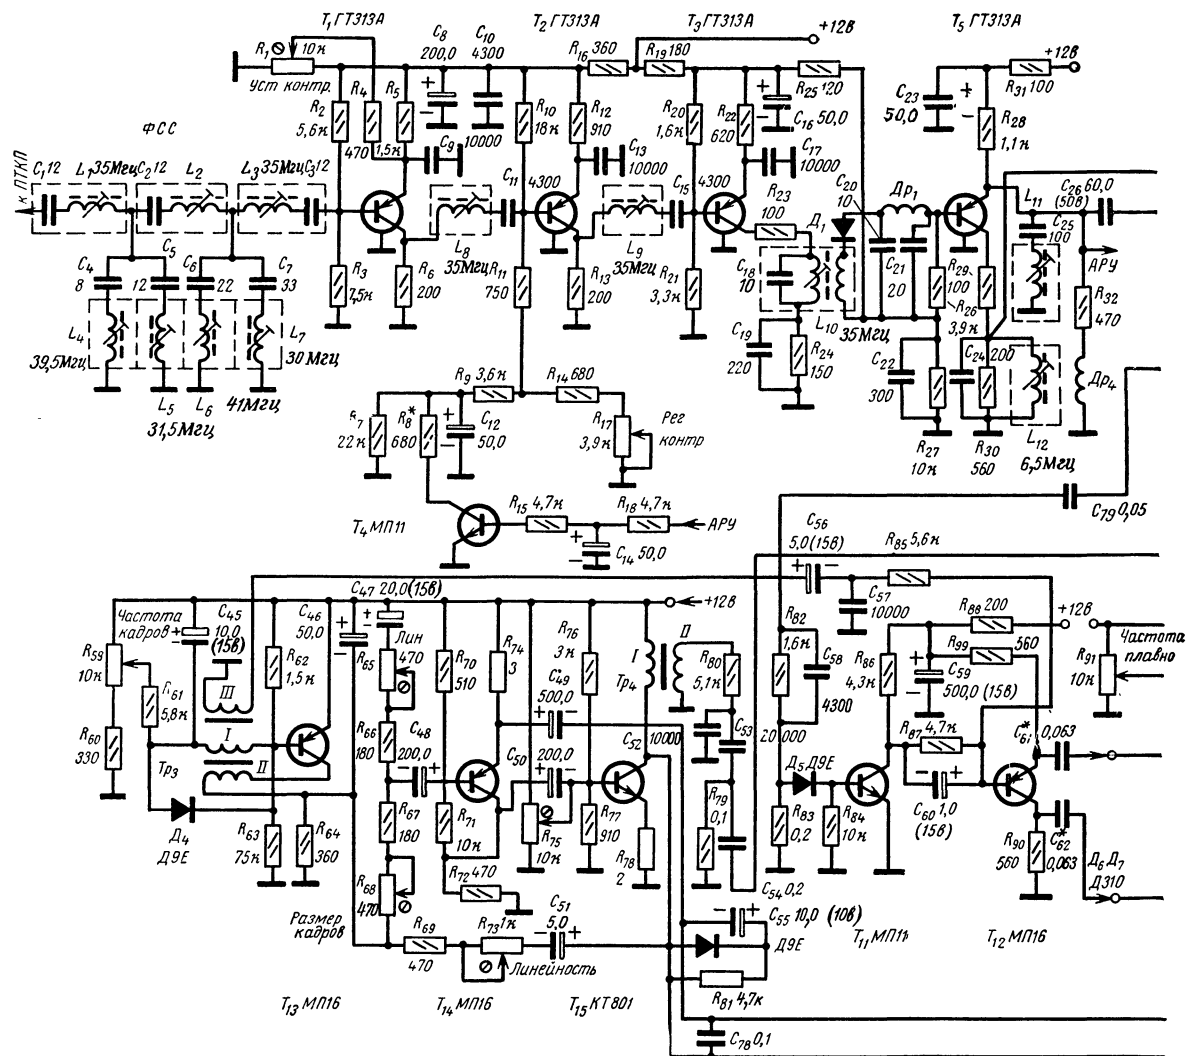 T₁ ГТ313А
T₂ ГТ313А
T₃ ГТ313А
T₅ ГТ313А
+12в
+12в
R₁
10к
Уст контр.
R₂
5,6к
R₄
470
R₅
1,5к
C₈
200,0
C₁₀
4300
C₉
10000
R₁₀
18к
R₁₂
910
R₁₆ 360
R₁₉ 180
R₂₀
1,6к
R₂₂
620
R₂₅ 120
C₁₆ 50,0
C₁₃
10000
C₁₇
10000
C₂₃
50,0
R₃₁
100
R₂₈
1,1к
ФСС
к ПТКП
C₁ 12
L₁ 35Мгц
C₂ 12
L₂
L₃ 35Мгц
C₃ 12
C₁₁
4300
C₁₅
4300
R₂₃
100
Д₁
C₂₀
10
Др₁
L₁₁
C₂₆ 60,0
(50в)
C₂₅
100
АРУ
C₄
8
C₅
12
C₆
22
C₇
33
R₃
7,5к
R₆
200
L₈
35Мгц
R₁₁
750
R₁₃
200
L₉
35Мгц
R₂₁
3,3к
C₁₈
10
L₁₀
35Мгц
C₂₁
20
R₂₉
100
R₂₆
3,9к
R₃₂
470
L₄
39,5Мгц
L₅
31,5Мгц
L₆
41Мгц
L₇
30Мгц
C₁₉
220
R₂₄
150
C₂₂
300
C₂₄ 200
R₂₇
10к
R₃₀
560
L₁₂
6,5Мгц
Др₄
R₉ 3,6к
R₁₄ 680
R₇
22к
R₈*
680
C₁₂
50,0
R₁₇
3,9к
Рег
контр
T₄ МП11
R₁₅ 4,7к
R₁₈ 4,7к
АРУ
C₁₄ 50,0
C₇₉ 0,05
C₅₆
5,0(15в)
R₈₅ 5,6к
C₅₇
10000
Частота
кадров
C₄₅
10,0
(15в)
C₄₆
50,0
C₄₇ 20,0(15в)
Лин
470
R₆₅
+12в
R₅₉
10к
R₆₁
5,8к
R₆₀
330
R₆₂
1,5к
III
I
II
Тр₃
Д₄
Д9Е
R₆₃
75к
R₆₄
360
R₆₆
180
C₄₈
200,0
R₇₀
510
R₇₄
3
R₇₆
3к
C₄₉
500,0
C₅₀
200,0
I
II
Тр₄
R₈₀
5,1к
C₅₂
10000
C₅₃
20000
R₈₂
1,6к
C₅₈
4300
R₈₆
4,3к
R₈₈ 200
+12в
R₉₉
560
C₅₉
500,0 (15в)
Частота
плавно
R₉₁
10к
R₈₇ 4,7к
C₆₁* 0,063
R₆₇
180
R₇₁
10к
R₇₅
10к
R₇₇
910
R₇₈
2
R₇₉
0,1
Д₅ Д9Е
R₈₃
0,2
R₈₄
10к
C₆₀ 1,0
(15в)
R₉₀
560
C₆₂*
0,063
Д₆ Д₇
Д310
R₆₈
470
R₇₂ 470
Размер
кадров
R₆₉
470
R₇₃ 1к
Линейность
C₅₁
5,0
C₅₄ 0,2
C₅₅ 10,0 (10в)
Д9Е
R₈₁ 4,7к
T₁₁ МП11
T₁₂ МП16
T₁₃ МП16
T₁₄ МП16
T₁₅ КТ801
C₇₈ 0,1